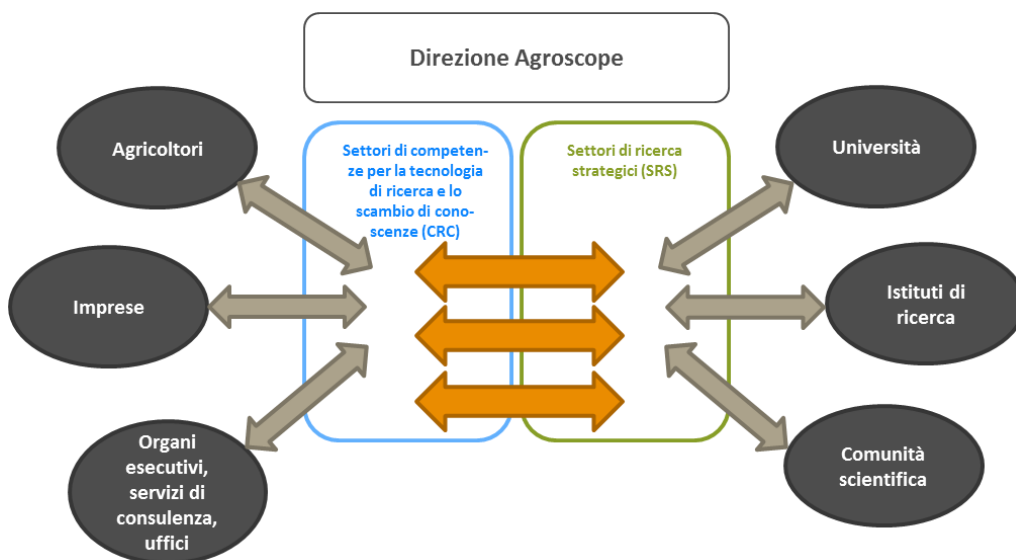 Direzione Agroscope
Agricoltori
Settori di competen-
ze per la tecnologia
di ricerca e lo
scambio di cono-
scenze (CRC)
Settori di ricerca
strategici (SRS)
Università
Imprese
Istituti di
ricerca
Organi
esecutivi,
servizi di
consulenza,
uffici
Comunità
scientifica